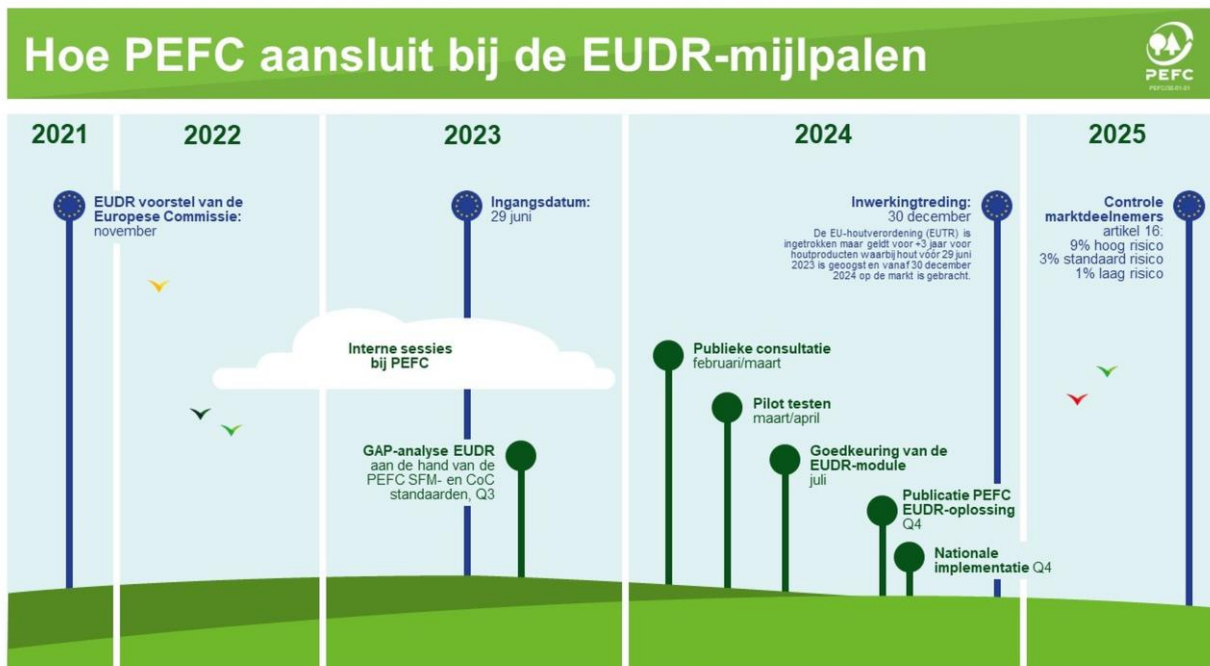 Hoe PEFC aansluit bij de EUDR-mijlpalen
PEFC
2021
2022
2023
2024
2025
EUDR voorstel van de
Europese Commissie:
november
Ingangsdatum:
29 juni
Inwerkingtreding:
30 december
De EU-houtverordening (EUTR) is
ingetrokken maar geldt voor +3 jaar voor
houtproducten waarbij hout vóór 29 juni
2023 is geoogst en vanaf 30 december
2024 op de markt is gebracht.
Controle
marktdeelnemers
artikel 16:
9% hoog risico
3% standaard risico
1% laag risico
Interne sessies
bij PEFC
Publieke consultatie
februari/maart
Pilot testen
maart/april
GAP-analyse EUDR
aan de hand van de
PEFC SFM- en CoC
standaarden, Q3
Goedkeuring van de
EUDR-module
juli
Publicatie PEFC
EUDR-oplossing
Q4
Nationale
implementatie Q4